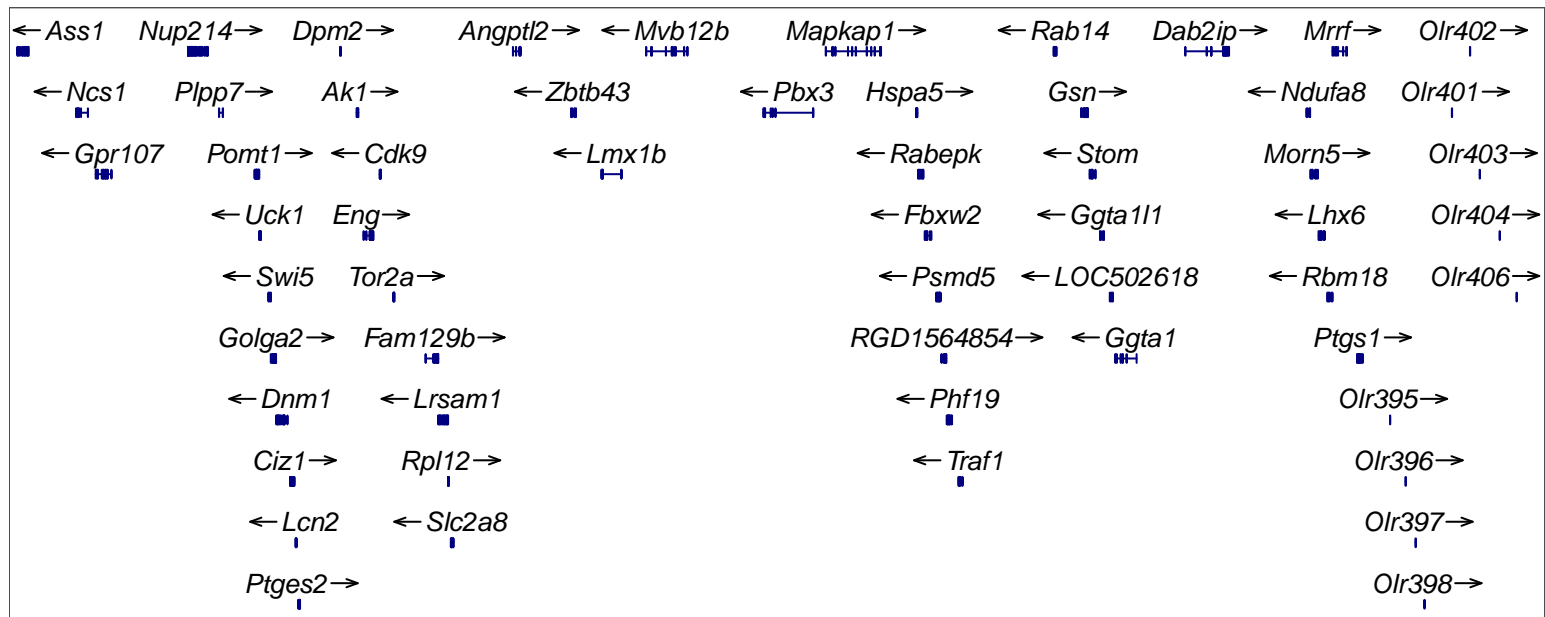 ← Ass1 Nup214 → Dpm2 → Angptl2 → ← Mvb12b Mapkap1 → ← Rab14 Dab2ip → Mrrf → Olr402 →
← Ncs1 Plpp7 → Ak1 → ← Zbtb43 ← Pbx3 Hspa5 → Gsn → ← Ndufa8 Olr401 →
← Gpr107 Pomt1 → ← Cdk9 ← Lmx1b ← Rabepk ← Stom Morn5 → Olr403 →
← Uck1 Eng → ← Fbxw2 ← Ggta1l1 ← Lhx6 Olr404 →
← Swi5 Tor2a → ← Psmd5 ← LOC502618 ← Rbm18 Olr406 →
Golga2 → Fam129b → RGD1564854 → ← Ggta1 Ptgs1 →
← Dnm1 ← Lrsam1 ← Phf19 Olr395 →
Ciz1 → Rpl12 → ← Traf1 Olr396 →
← Lcn2 ← Slc2a8 Olr397 →
Ptges2 → Olr398 →